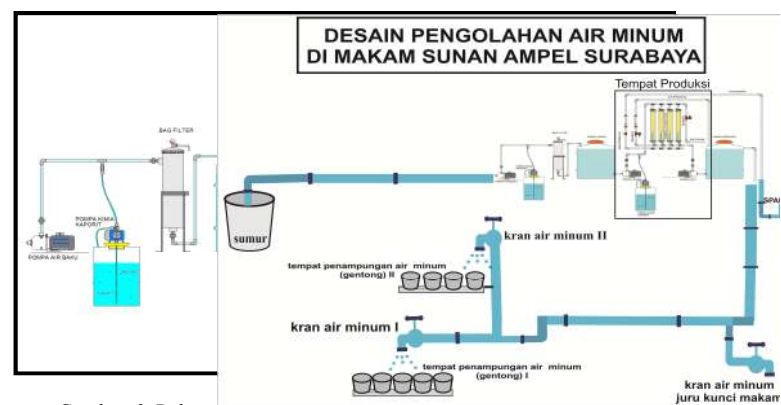 DESAIN PENGOLAHAN AIR MINUM
DI MAKAM SUNAN AMPEL SURABAYA
Tempat Produksi
BAG FILTER
POMPA KIMIA
KAPORIT
POMPA AIR BAKU
sumur
kran air minum II
tempat penampungan air minum
(gentong) II
kran air minum I
tempat penampungan air minum
(gentong) I
kran air minum
juru kunci makam